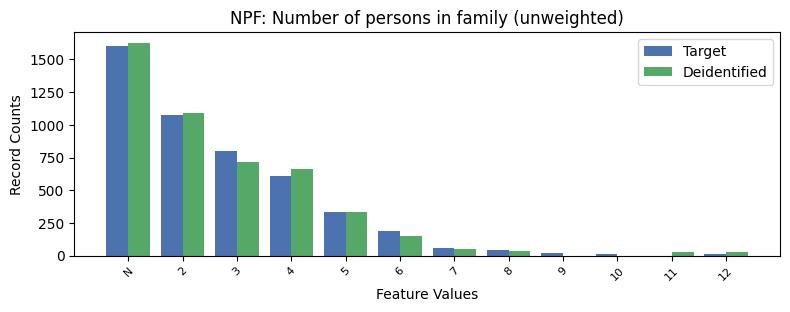 NPF: Number of persons in family (unweighted)
Target
Deidentified
Record Counts
1500
1250
1000
750
500
250
0
N 2 3 4 5 6 7 8 9 10 11 12
Feature Values